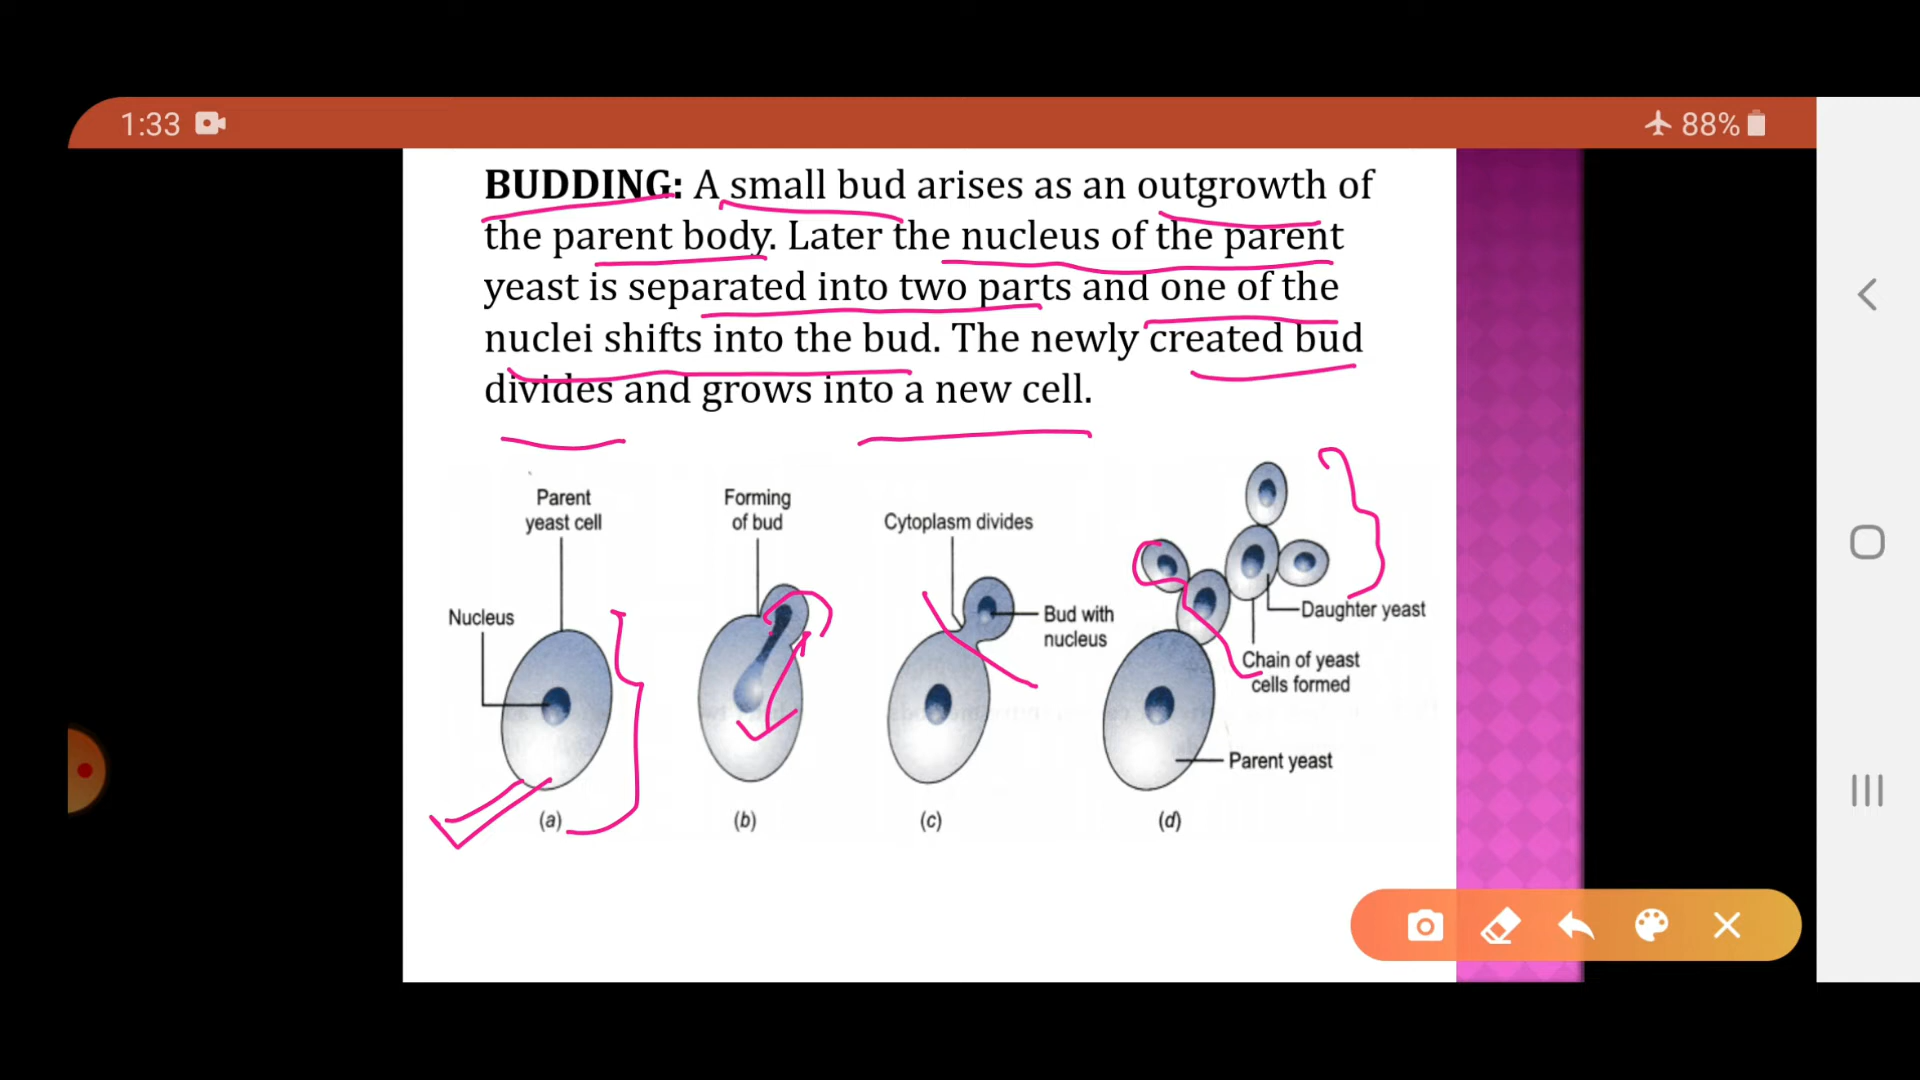 1:33
88%
BUDDING: A small bud arises as an outgrowth of
the parent body. Later the nucleus of the parent
yeast is separated into two parts and one of the
nuclei shifts into the bud. The newly created bud
divides and grows into a new cell.
Parent
yeast cell
Nucleus
(a)
Forming
of bud
(b)
Cytoplasm divides
Bud with
nucleus
(c)
Daughter yeast
Chain of yeast
cells formed
Parent yeast
(d)